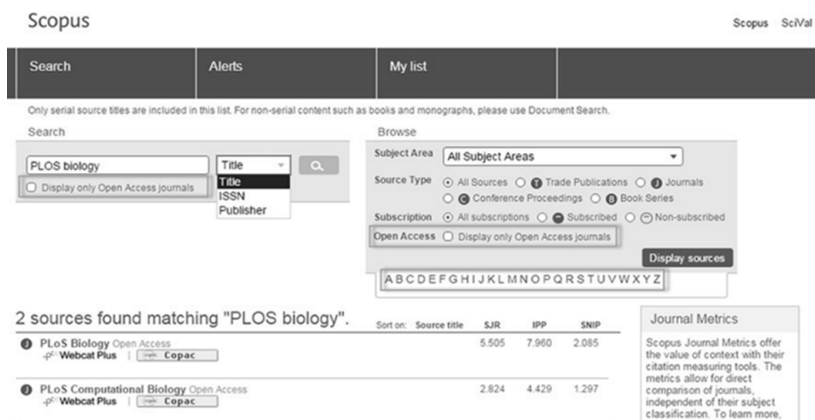 Scopus
Scopus SciVal
Search Alerts My list
Only serial source titles are included in this list. For non-serial content such as books and monographs, please use Document Search.
Search
PLOS biology Title
Title
ISSN
Publisher
Display only Open Access journals
Browse
Subject Area All Subject Areas
Source Type All Sources T Trade Publications J Journals
C Conference Proceedings B Book Series
Subscription All subscriptions Subscribed Non-subscribed
Open Access Display only Open Access journals
Display sources
A B C D E F G H I J K L M N O P Q R S T U V W X Y Z
2 sources found matching "PLOS biology".
Sort on: Source title SJR IPP SNIP
J PLoS Biology Open Access 5.505 7.960 2.085
Webcat Plus | Copac
J PLoS Computational Biology Open Access 2.824 4.429 1.297
Webcat Plus | Copac
Journal Metrics
Scopus Journal Metrics offer
the value of context with their
citation measuring tools. The
metrics allow for direct
comparison of journals,
independent of their subject
classification. To learn more,